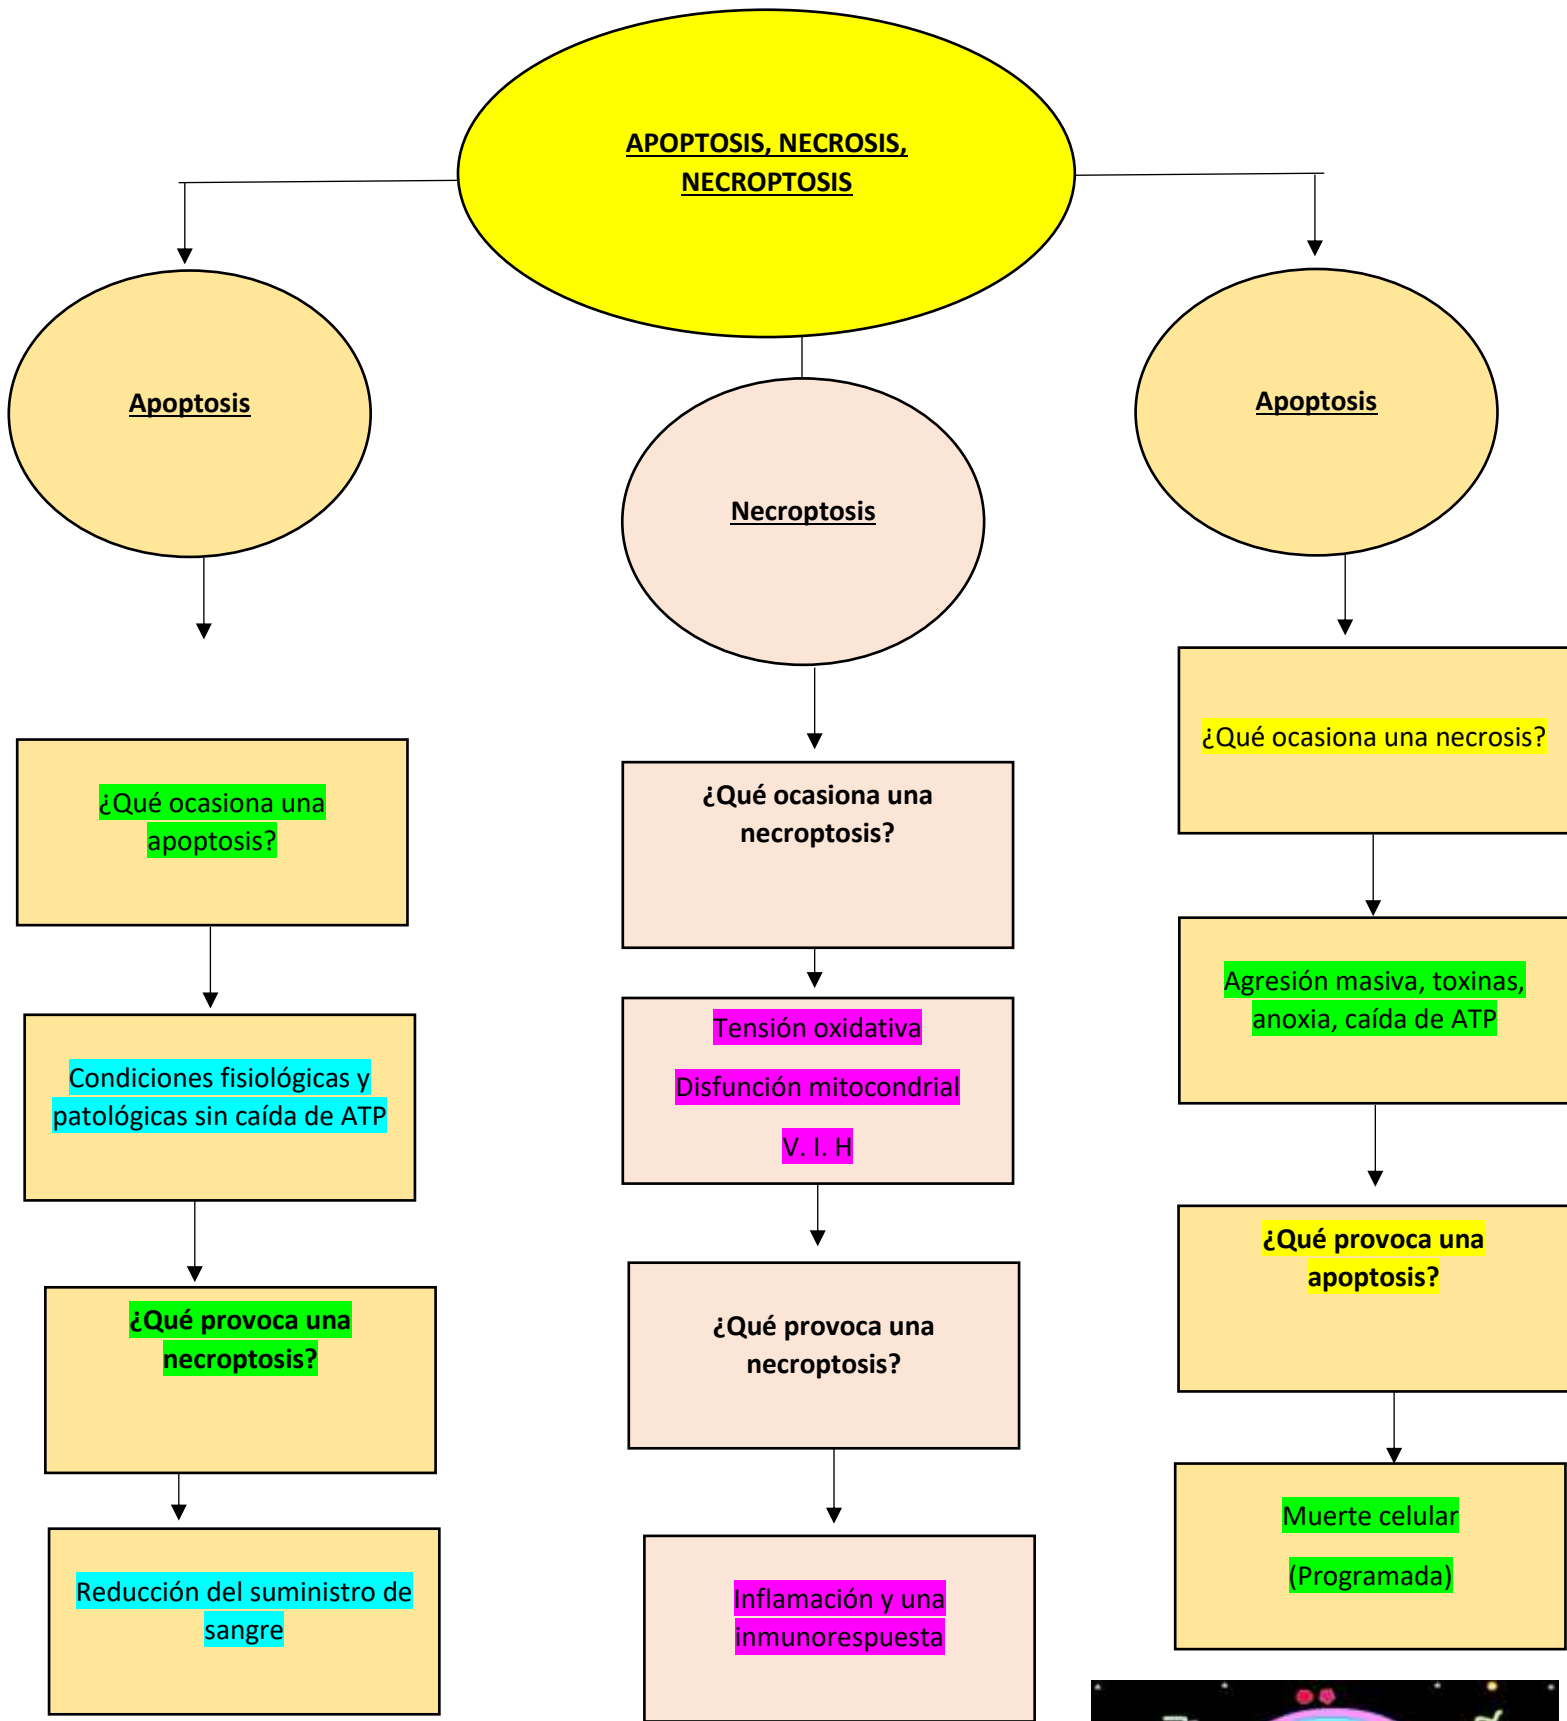 APOPTOSIS, NECROSIS,
NECROPTOSIS
Apoptosis
¿Qué ocasiona una
apoptosis?
Condiciones fisiológicas y
patológicas sin caída de ATP
¿Qué provoca una
necroptosis?
Reducción del suministro de
sangre
Necroptosis
¿Qué ocasiona una
necroptosis?
Tensión oxidativa
Disfunción mitocondrial
V. I. H
¿Qué provoca una
necroptosis?
Inflamación y una
inmunorespuesta
Apoptosis
¿Qué ocasiona una necrosis?
Agresión masiva, toxinas,
anoxia, caída de ATP
¿Qué provoca una
apoptosis?
Muerte celular
(Programada)